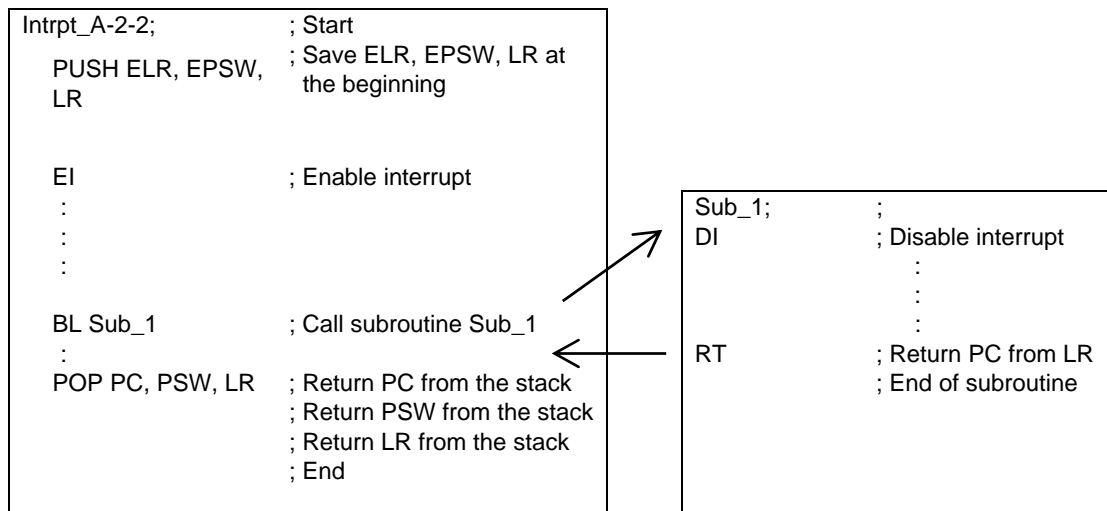 Intrpt_A-2-2; ; Start
PUSH ELR, EPSW, LR ; Save ELR, EPSW, LR at the beginning
EI ; Enable interrupt
:
:
:
BL Sub_1 ; Call subroutine Sub_1
:
POP PC, PSW, LR ; Return PC from the stack
; Return PSW from the stack
; Return LR from the stack
; End
Sub_1; ;
DI ; Disable interrupt
:
:
:
RT ; Return PC from LR
; End of subroutine